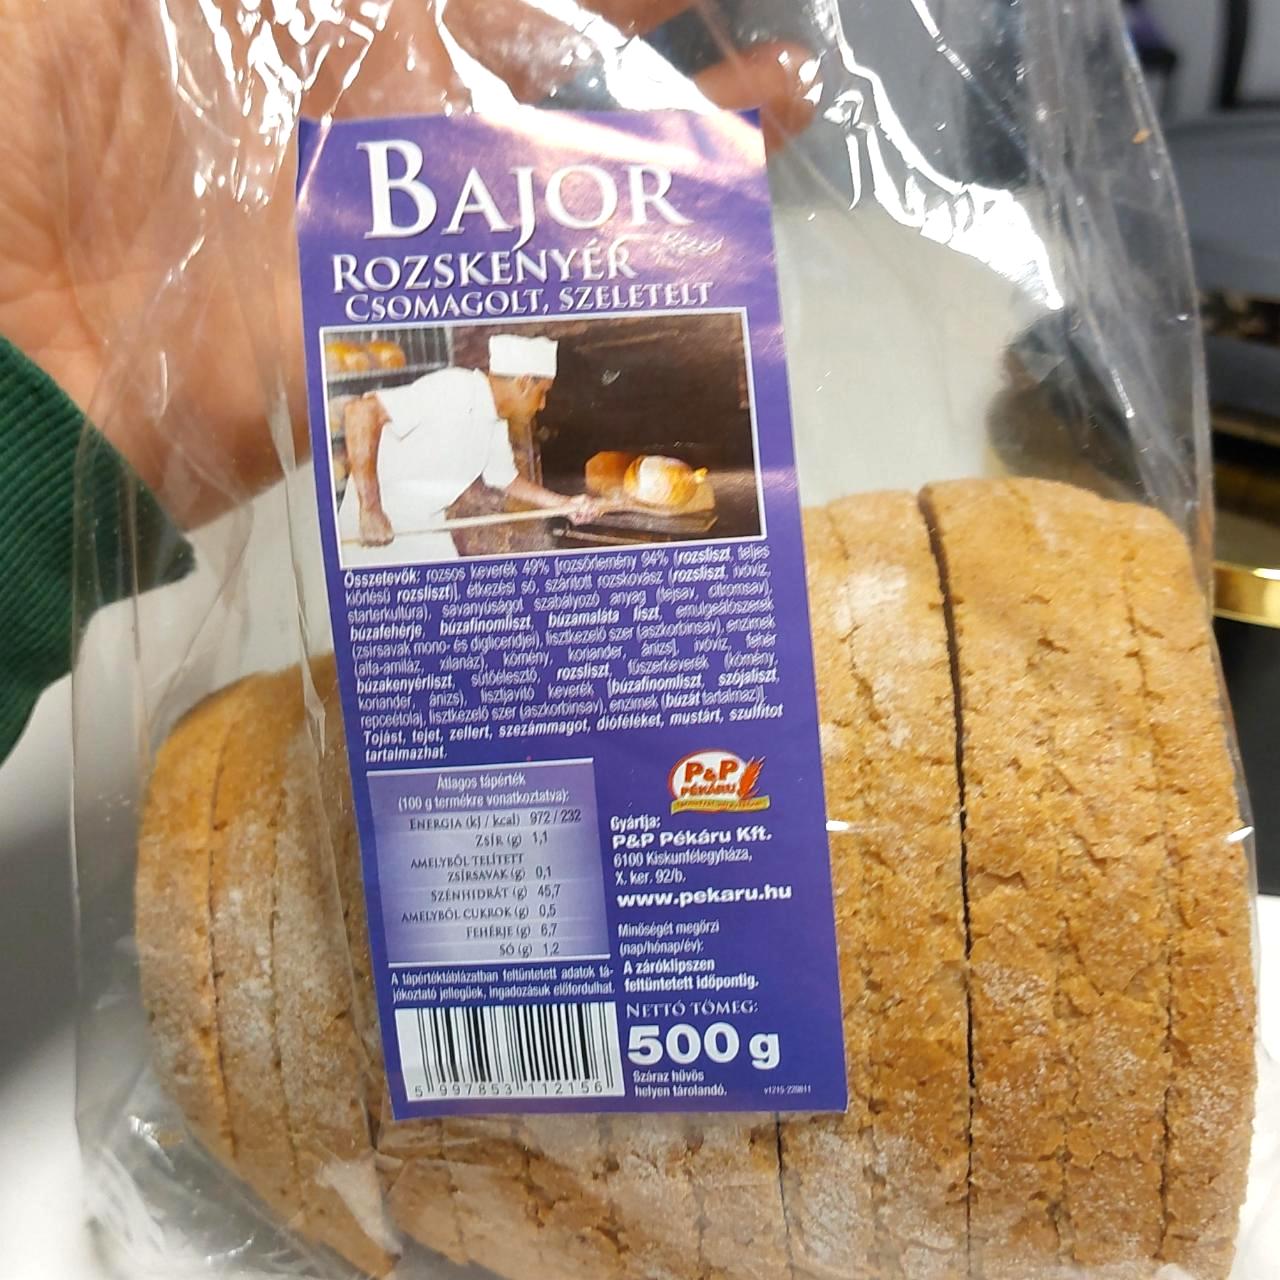 BAJOR
ROZSKENYÉR
CSOMAGOLT, SZELETELT
Összetevők: rozsos keverék 49% [rozsőrlemény 94% (rozsliszt, teljes
kiőrlésű rozsliszt)], étkezési só, szárított rozskovász (rozsliszt, ivóvíz,
starterkultúra), savanyúságot szabályozó anyag (tejsav, citromsav),
búzafehérje, búzafinomliszt, búzamaláta liszt, emulgeálószerek
(zsírsavak mono- és digliceridjei), lisztkezelő szer (aszkorbinsav), enzimek
(alfa-amiláz, xilanáz), kömény, koriander, ánizs], ivóvíz, fehér
búzakenyérliszt, sütőélesztő, rozsliszt, fűszerkeverék (kömény,
koriander, ánizs), lisztjavító keverék [búzafinomliszt, szójaliszt,
repceétolaj, lisztkezelő szer (aszkorbinsav), enzimek (búzát tartalmaz)].
Tojást, tejet, zellert, szezámmagot, dióféléket, mustárt, szulfitot
tartalmazhat.
Átlagos tápérték
(100 g termékre vonatkoztatva):
ENERGIA (kJ / kcal) 972 / 232
ZSÍR (g) 1,1
AMELYBŐL TELÍTETT
ZSÍRSAVAK (g) 0,1
SZÉNHIDRÁT (g) 45,7
AMELYBŐL CUKROK (g) 0,5
FEHÉRJE (g) 6,7
SÓ (g) 1,2
A tápértéktáblázatban feltüntetett adatok tá-
jékoztató jellegűek, ingadozásuk előfordulhat.
5 997853 112156
P&P
PÉKÁRU
Gyártja:
P&P Pékáru Kft.
6100 Kiskunfélegyháza,
X. ker. 92/b.
www.pekaru.hu
Minőségét megőrzi
(nap/hónap/év):
A záróklipszen
feltüntetett időpontig.
NETTÓ TÖMEG:
500 g
Száraz hűvös
helyen tárolandó.